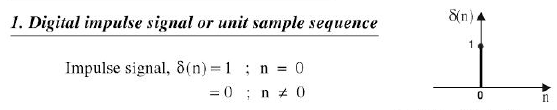 1. Digital impulse signal or unit sample sequence
Impulse signal, δ(n) = 1 ; n = 0
= 0 ; n ≠ 0
δ(n)
1
0
n